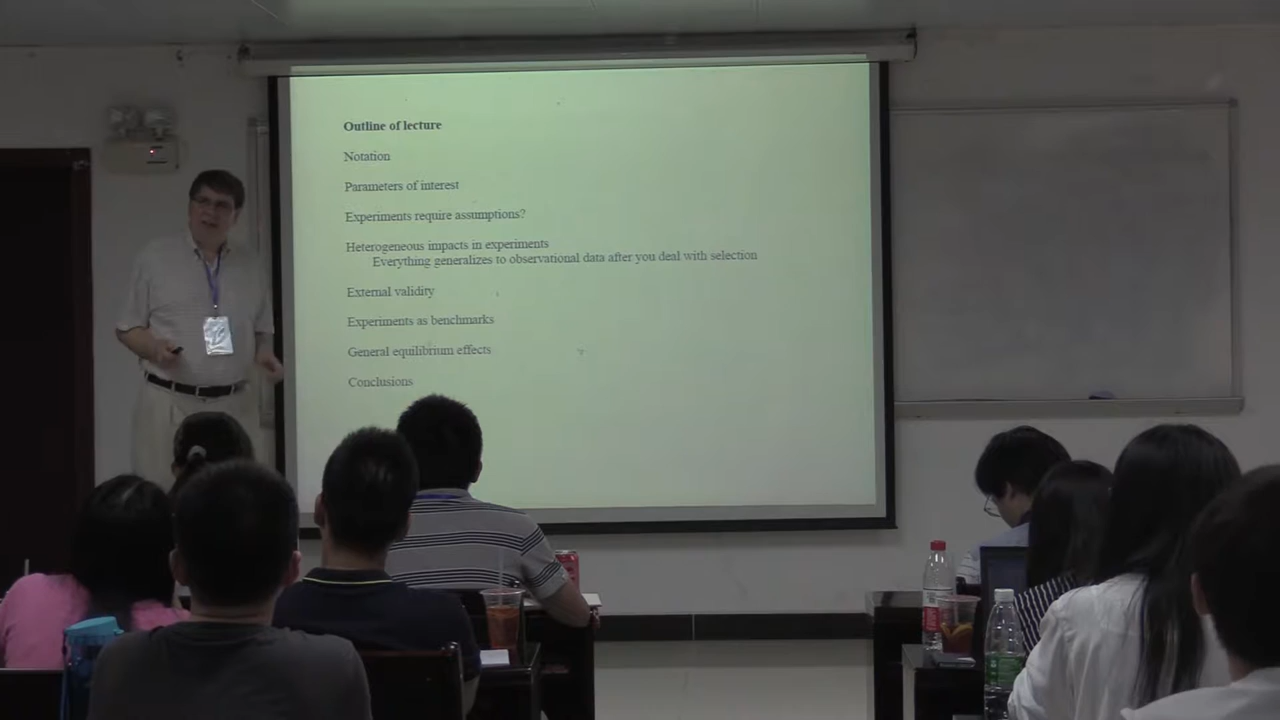 Outline of lecture
Notation
Parameters of interest
Experiments require assumptions?
Heterogeneous impacts in experiments
Everything generalizes to observational data after you deal with selection
External validity
Experiments as benchmarks
General equilibrium effects
Conclusions